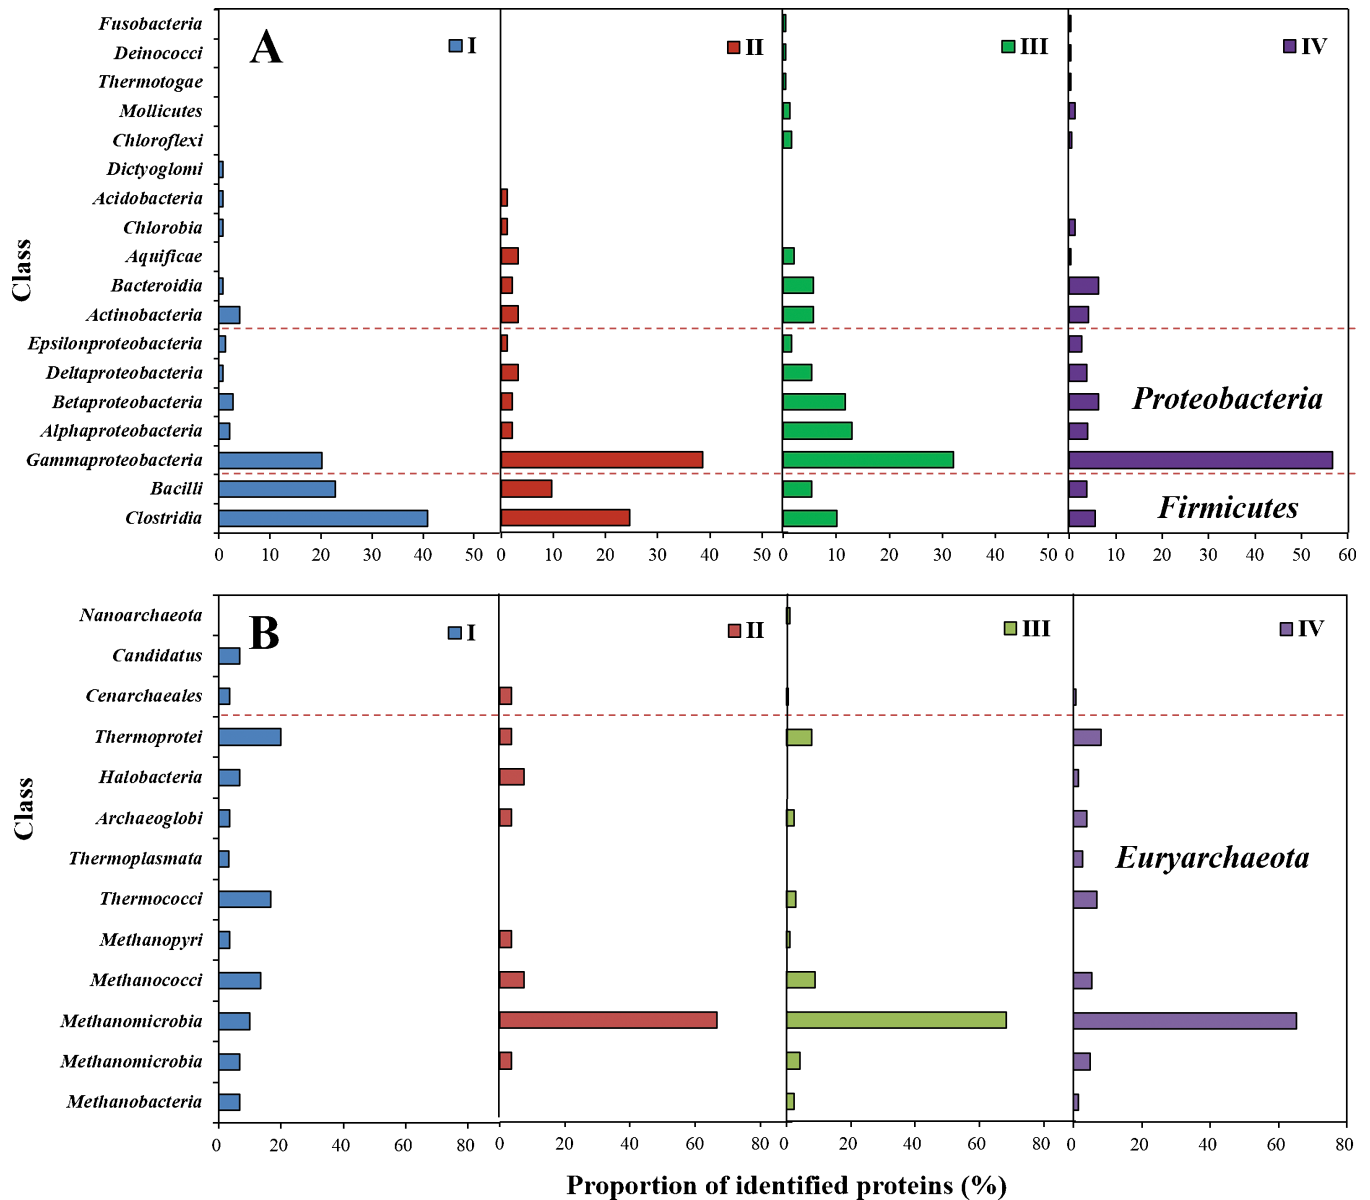 A
I
II
III
IV
Class
Fusobacteria
Deinococci
Thermotogae
Mollicutes
Chloroflexi
Dictyoglomi
Acidobacteria
Chlorobia
Aquificae
Bacteroidia
Actinobacteria
Epsilonproteobacteria
Deltaproteobacteria
Betaproteobacteria
Alphaproteobacteria
Gammaproteobacteria
Bacilli
Clostridia
Proteobacteria
Firmicutes
0 10 20 30 40 50
0 10 20 30 40 50
0 10 20 30 40 50
0 10 20 30 40 50 60
B
I
II
III
IV
Class
Nanoarchaeota
Candidatus
Cenarchaeales
Thermoprotei
Halobacteria
Archaeoglobi
Thermoplasmata
Thermococci
Methanopyri
Methanococci
Methanomicrobia
Methanomicrobia
Methanobacteria
Euryarchaeota
0 20 40 60 80
0 20 40 60 80
0 20 40 60 80
0 20 40 60 80
Proportion of identified proteins (%)